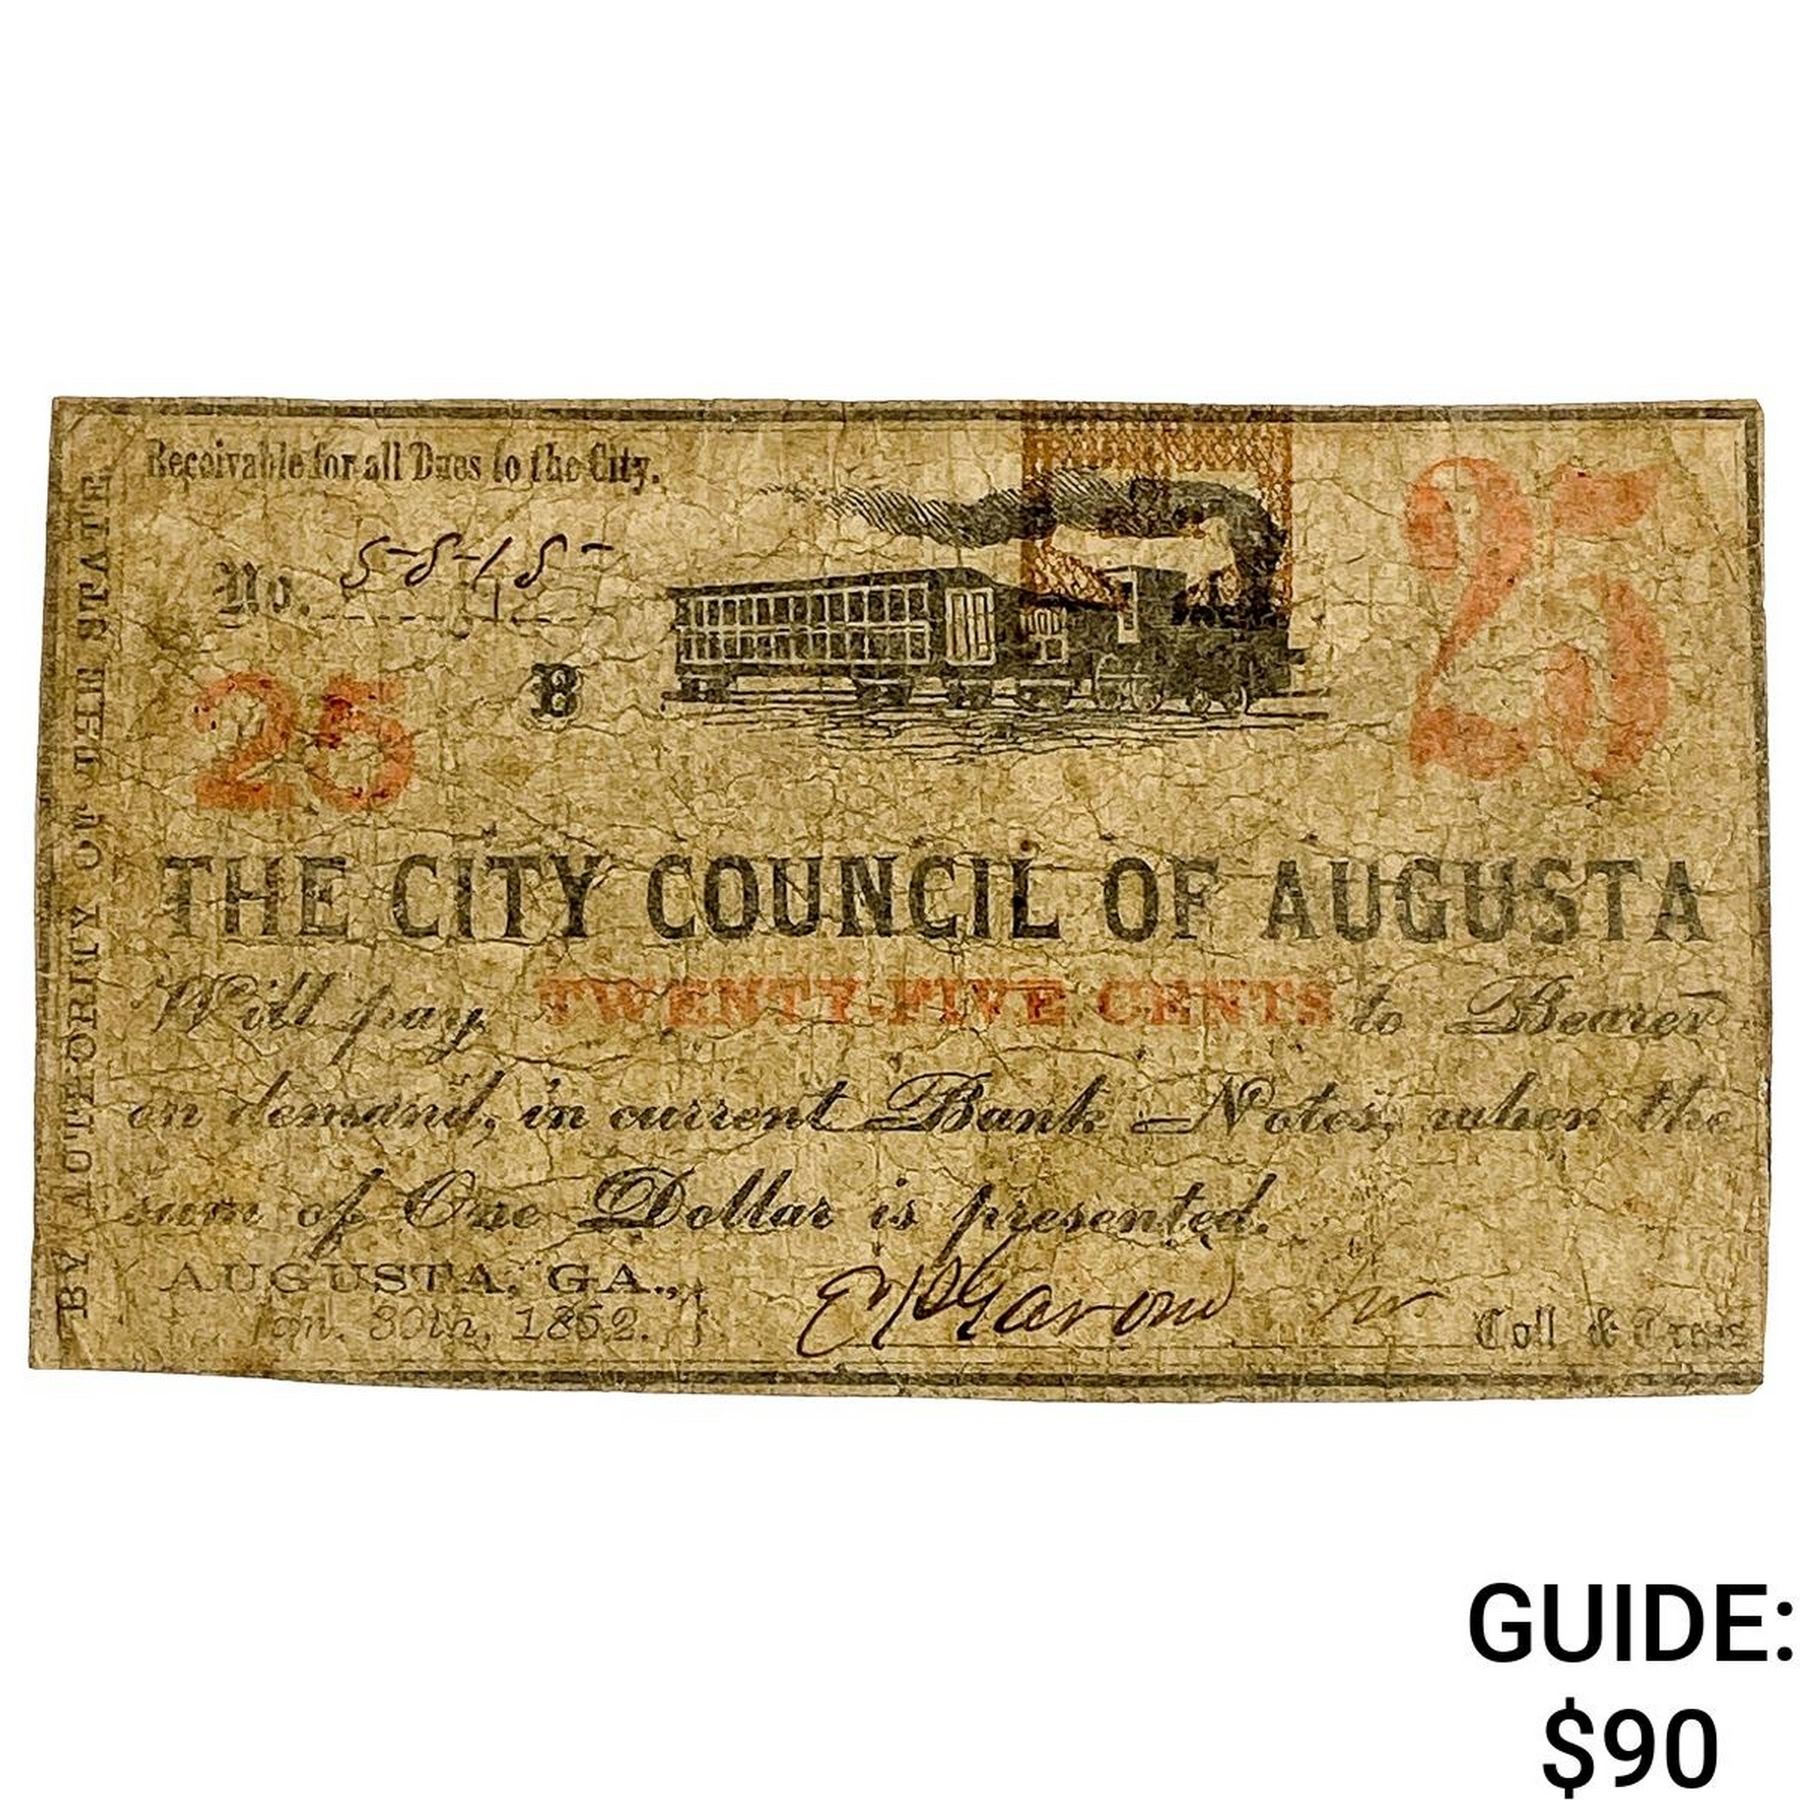 Receivable for all Dues to the City.
No. 5815
25
B
25
BY AUTHORITY OF THE STATE
THE CITY COUNCIL OF AUGUSTA
Will pay TWENTY-FIVE CENTS to Bearer
on demand, in current Bank Notes, when the
sum of One Dollar is presented.
AUGUSTA, GA.,
Jan. 30th, 1862.
Coll & Treas
GUIDE:
$90